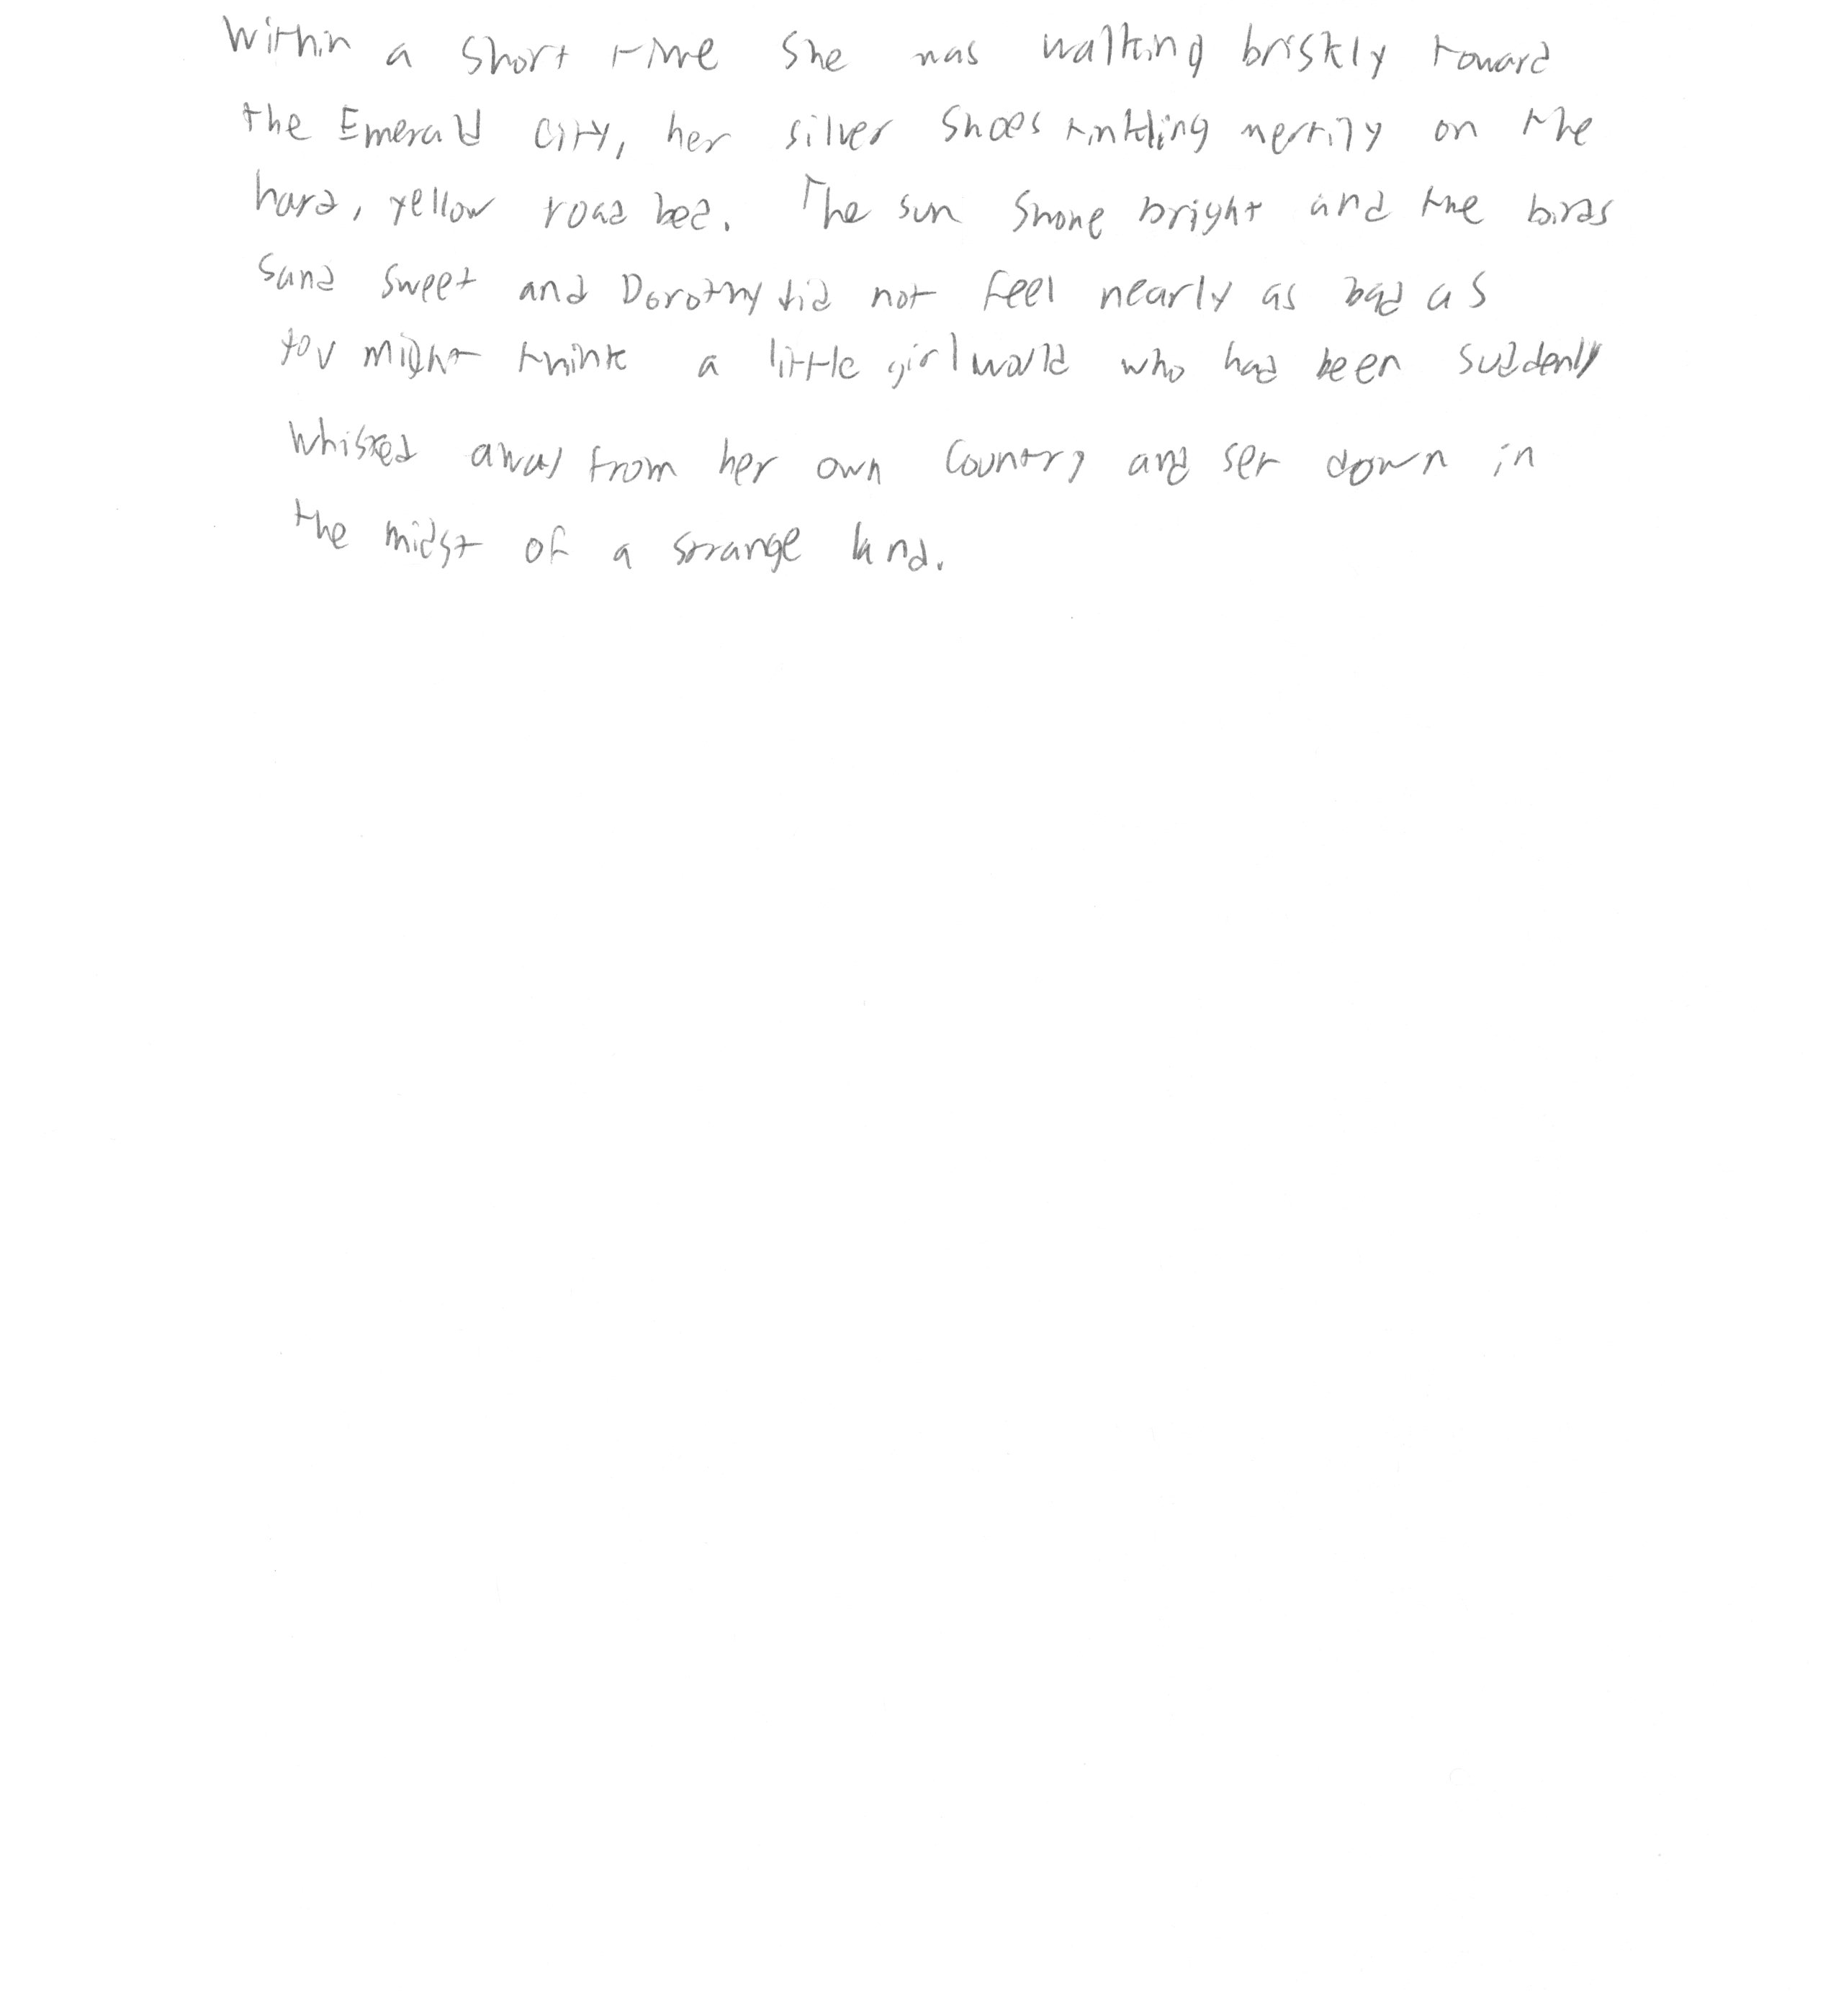 Within a short time she was walking briskly toward
the Emerald City, her silver shoes tinkling merrily on the
hard, yellow road bed. The sun shone bright and the birds
sand sweet and Dorothy did not feel nearly as bad as
you might think a little girl would who had been suddenly
whisked away from her own country and set down in
the midst of a strange land.